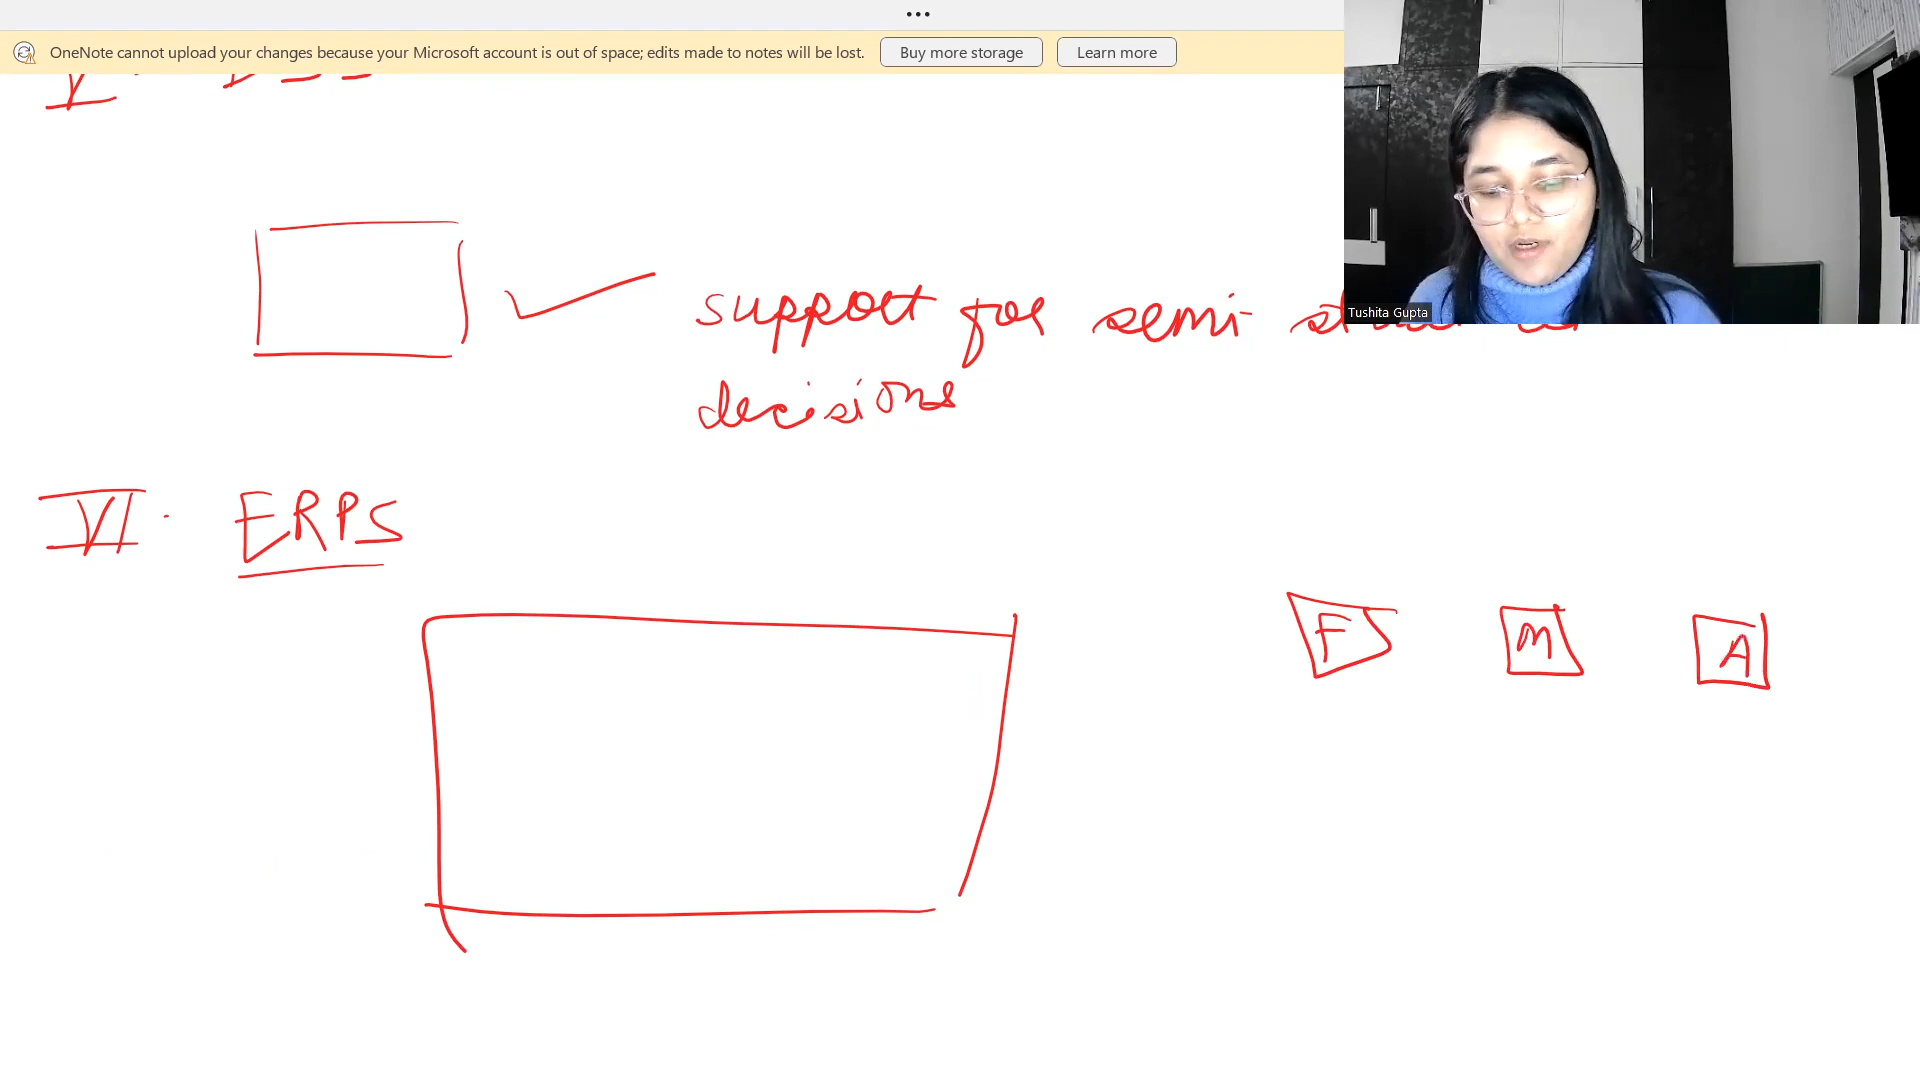 •••
OneNote cannot upload your changes because your Microsoft account is out of space; edits made to notes will be lost. Buy more storage Learn more
V.
Tushita Gupta
support for semi-
decisions
VI. ERPS
F M A